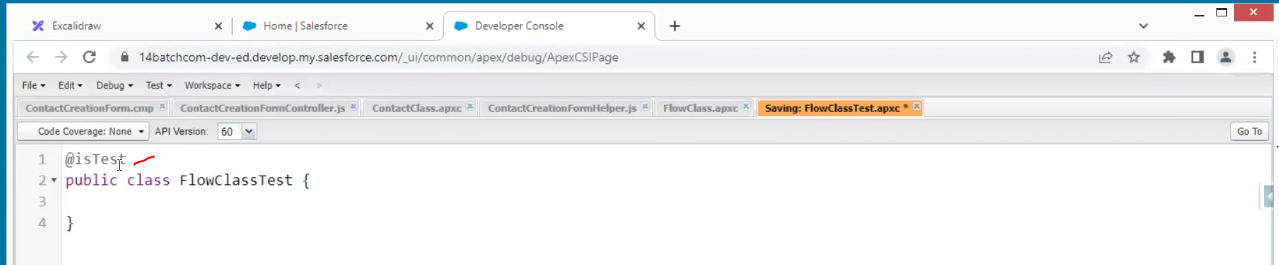 Excalidraw
Home | Salesforce
Developer Console
14batchcom-dev-ed.develop.my.salesforce.com/_ui/common/apex/debug/ApexCSIPage
File Edit Debug Test Workspace Help < >
ContactCreationForm.cmp ContactCreationFormController.js ContactClass.apxc ContactCreationFormHelper.js FlowClass.apxc Saving: FlowClassTest.apxc *
Code Coverage: None API Version: 60 Go To
1 @isTest
2 public class FlowClassTest {
3
4 }